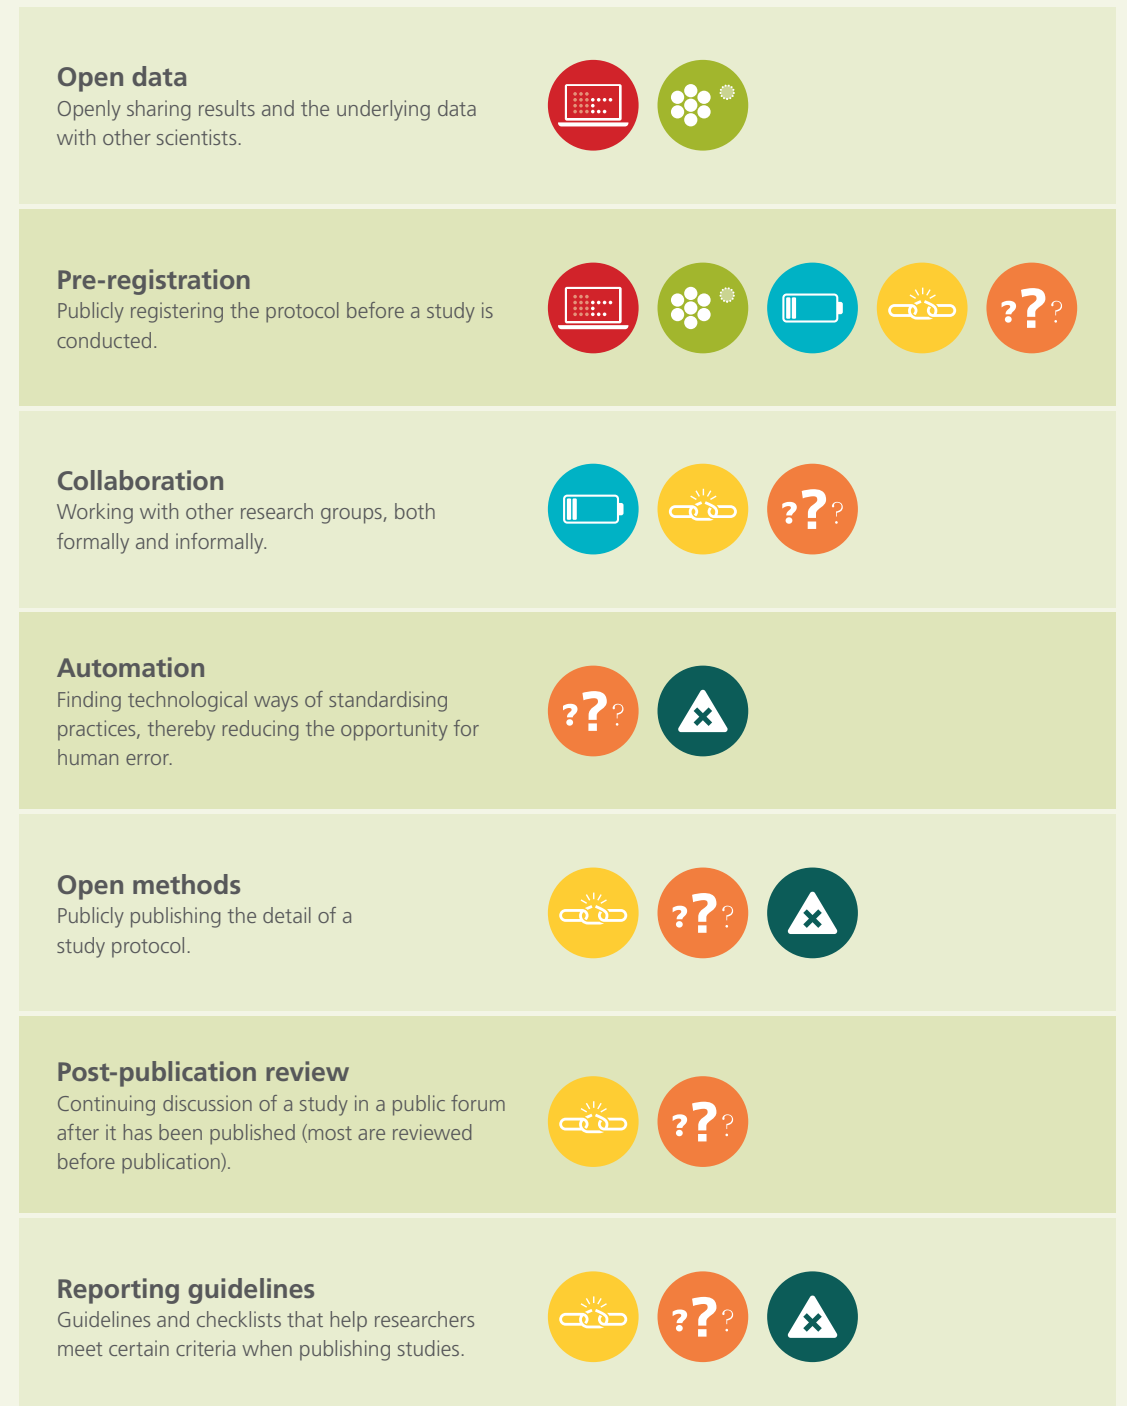 Open data
Openly sharing results and the underlying data
with other scientists.
Pre-registration
Publicly registering the protocol before a study is
conducted.
???
Collaboration
Working with other research groups, both
formally and informally.
???
Automation
Finding technological ways of standardising
practices, thereby reducing the opportunity for
human error.
???
Open methods
Publicly publishing the detail of a
study protocol.
???
Post-publication review
Continuing discussion of a study in a public forum
after it has been published (most are reviewed
before publication).
???
Reporting guidelines
Guidelines and checklists that help researchers
meet certain criteria when publishing studies.
???